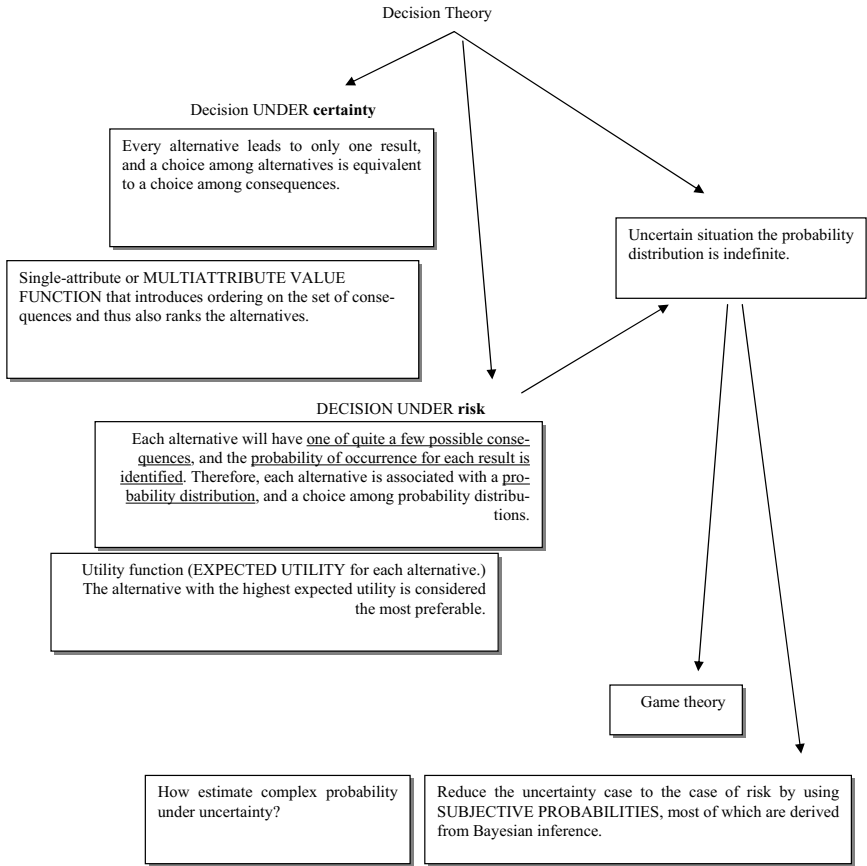 Decision Theory
Decision UNDER certainty
Every alternative leads to only one result,
and a choice among alternatives is equivalent
to a choice among consequences.
Uncertain situation the probability
distribution is indefinite.
Single-attribute or MULTIATTRIBUTE VALUE
FUNCTION that introduces ordering on the set of conse-
quences and thus also ranks the alternatives.
DECISION UNDER risk
Each alternative will have one of quite a few possible conse-
quences, and the probability of occurrence for each result is
identified. Therefore, each alternative is associated with a pro-
bability distribution, and a choice among probability distribu-
tions.
Utility function (EXPECTED UTILITY for each alternative.)
The alternative with the highest expected utility is considered
the most preferable.
Game theory
How estimate complex probability
under uncertainty?
Reduce the uncertainty case to the case of risk by using
SUBJECTIVE PROBABILITIES, most of which are derived
from Bayesian inference.